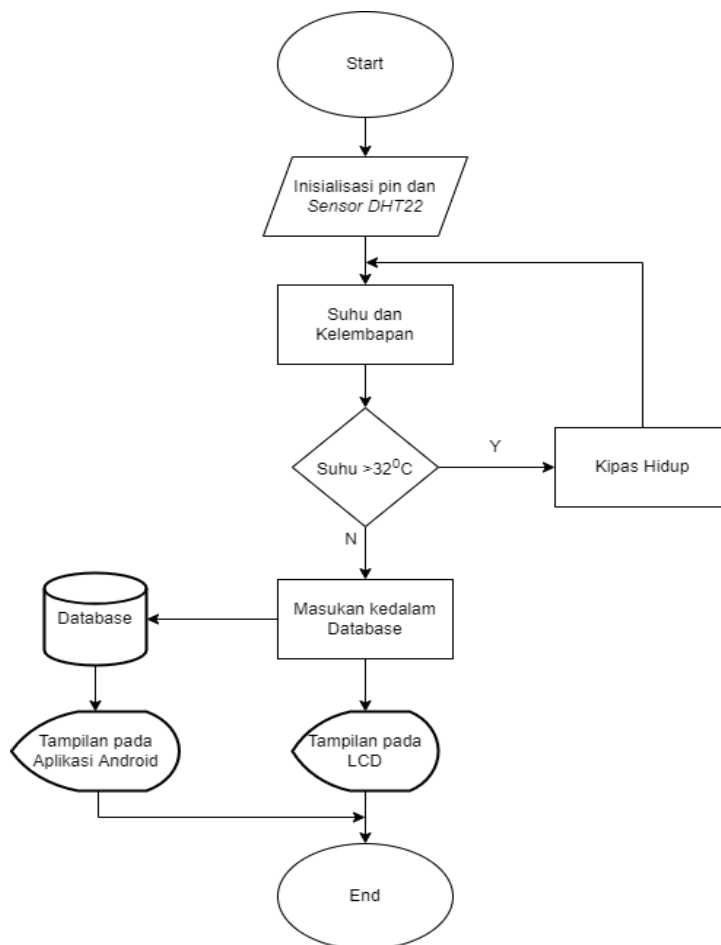 Start
Inisialisasi pin dan
Sensor DHT22
Suhu dan
Kelembapan
Suhu >32⁰C
Y
Kipas Hidup
N
Masukan kedalam
Database
Database
Tampilan pada
Aplikasi Android
Tampilan pada
LCD
End